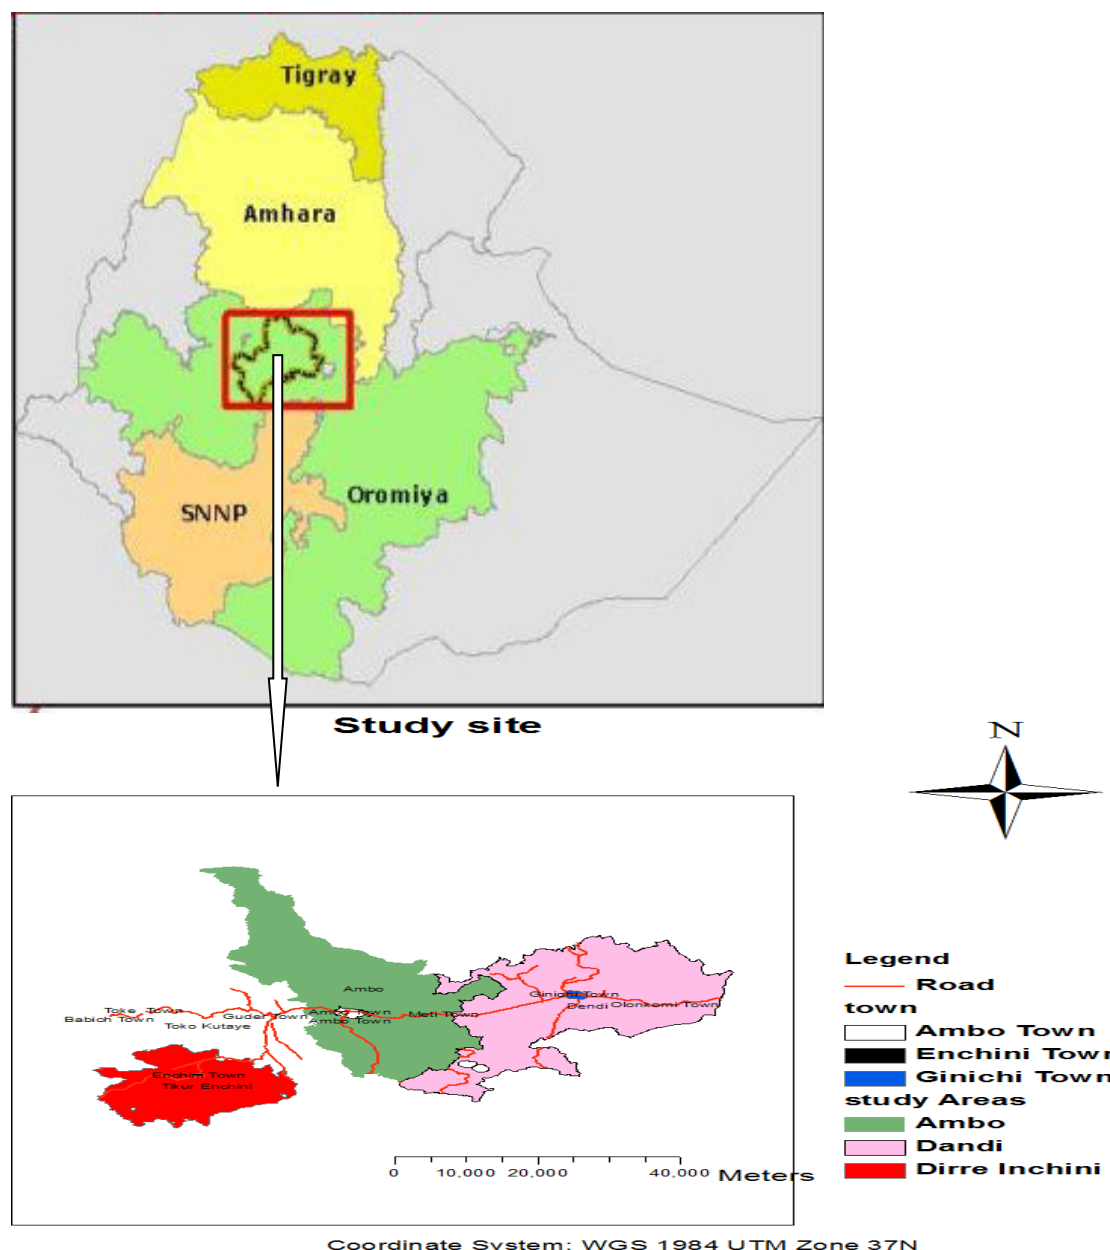 Tigray
Amhara
Oromiya
SNNP
Study site
N
Ambo
Toke Town
Babich Town
Toko Kutaye
Guder Town
Ambo Town
Ambo Town
Meti Town
Ginichi Town
Dendi
Olonkomi Town
Enchini Town
Tikur Enchini
0 10,000 20,000 40,000 Meters
Legend
Road
town
Ambo Town
Enchini Town
Ginichi Town
study Areas
Ambo
Dandi
Dirre Inchini
Coordinate System: WGS 1984 UTM Zone 37N